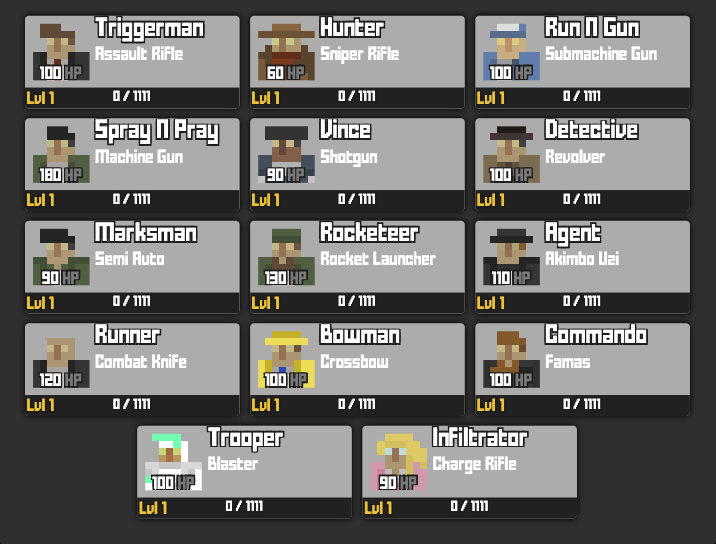 Triggerman
Assault Rifle
100 HP
Lvl 1
0 / 1111
Hunter
Sniper Rifle
60 HP
Lvl 1
0 / 1111
Run N Gun
Submachine Gun
100 HP
Lvl 1
0 / 1111
Spray N Pray
Machine Gun
180 HP
Lvl 1
0 / 1111
Vince
Shotgun
90 HP
Lvl 1
0 / 1111
Detective
Revolver
100 HP
Lvl 1
0 / 1111
Marksman
Semi Auto
90 HP
Lvl 1
0 / 1111
Rocketeer
Rocket Launcher
130 HP
Lvl 1
0 / 1111
Agent
Akimbo Uzi
110 HP
Lvl 1
0 / 1111
Runner
Combat Knife
120 HP
Lvl 1
0 / 1111
Bowman
Crossbow
100 HP
Lvl 1
0 / 1111
Commando
Famas
100 HP
Lvl 1
0 / 1111
Trooper
Blaster
100 HP
Lvl 1
0 / 1111
Infiltrator
Charge Rifle
90 HP
Lvl 1
0 / 1111